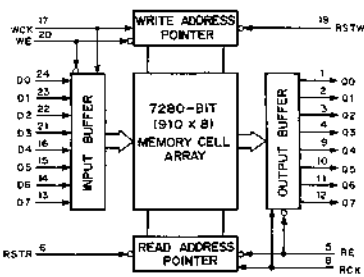 WCK 17
WE 20
WRITE ADDRESS
POINTER
19 RSTW
D0 24
D1 23
D2 22
D3 21
D4 16
D5 15
D6 14
D7 13
INPUT BUFFER
7280-BIT
(910 X 8)
MEMORY CELL
ARRAY
OUTPUT BUFFER
1 Q0
2 Q1
3 Q2
4 Q3
9 Q4
10 Q5
11 Q6
12 Q7
RSTR 6
READ ADDRESS
POINTER
5 RE
8 RCK